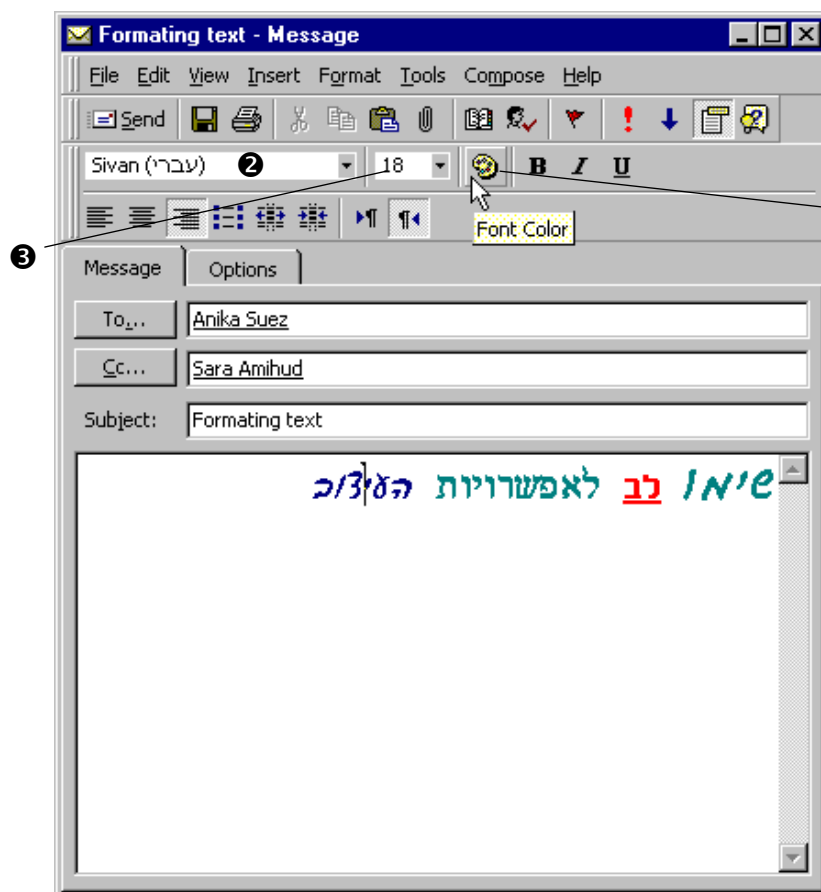 Formating text - Message
File Edit View Insert Format Tools Compose Help
Send
Sivan (עברי) ❷ 18 B I U
❸
Font Color
Message Options
To... Anika Suez
Cc... Sara Amihud
Subject: Formating text
שימו לב לאפשרויות העיצוב